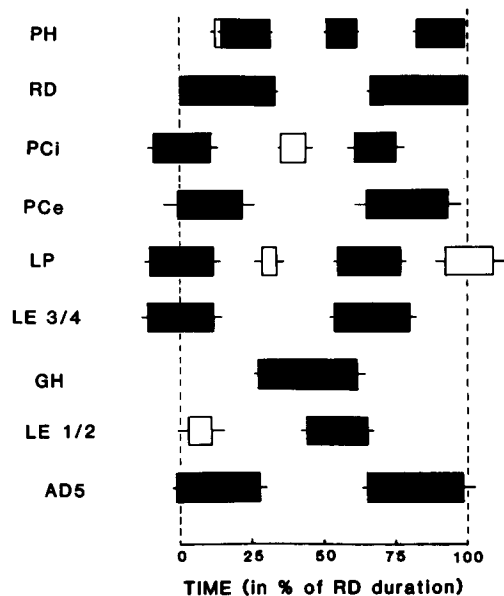 PH
RD
PCi
PCe
LP
LE 3/4
GH
LE 1/2
AD5
0 25 50 75 100
TIME (in % of RD duration)